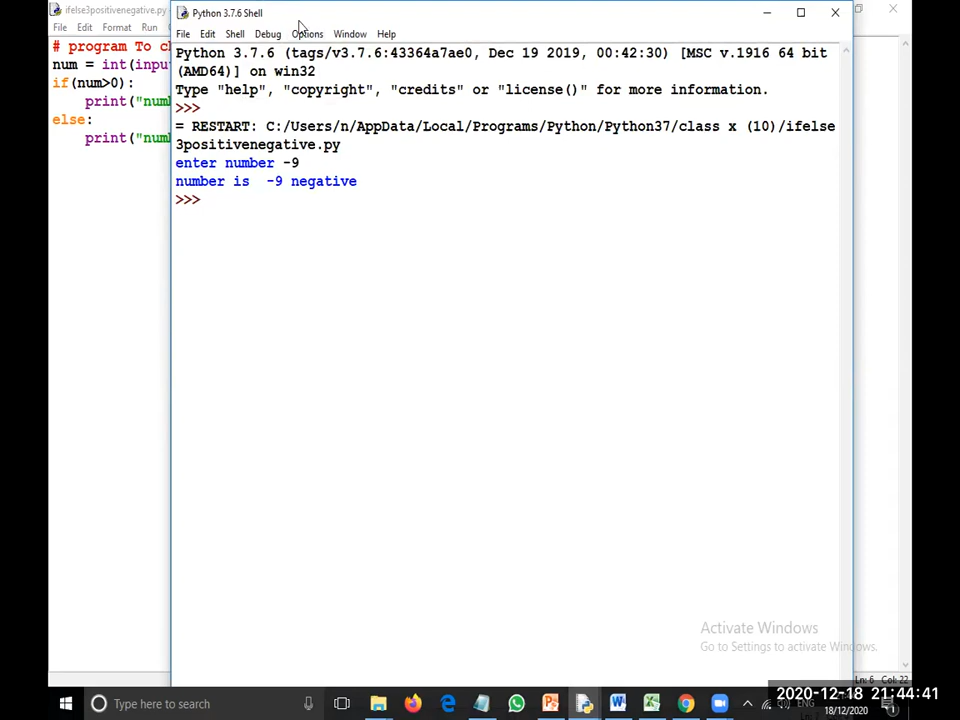 ifelse3positivenegative.py
File Edit Format Run
# program To c
num = int(inpu
if(num>0):
print("num
else:
print("num
Python 3.7.6 Shell
File Edit Shell Debug Options Window Help
Python 3.7.6 (tags/v3.7.6:43364a7ae0, Dec 19 2019, 00:42:30) [MSC v.1916 64 bit
(AMD64)] on win32
Type "help", "copyright", "credits" or "license()" for more information.
>>>
= RESTART: C:/Users/n/AppData/Local/Programs/Python/Python37/class x (10)/ifelse
3positivenegative.py
enter number -9
number is  -9 negative
>>>
Activate Windows
Go to Settings to activate Windows.
Ln: 6 Col: 22
Type here to search
2020-12-18 21:44:41
18/12/2020